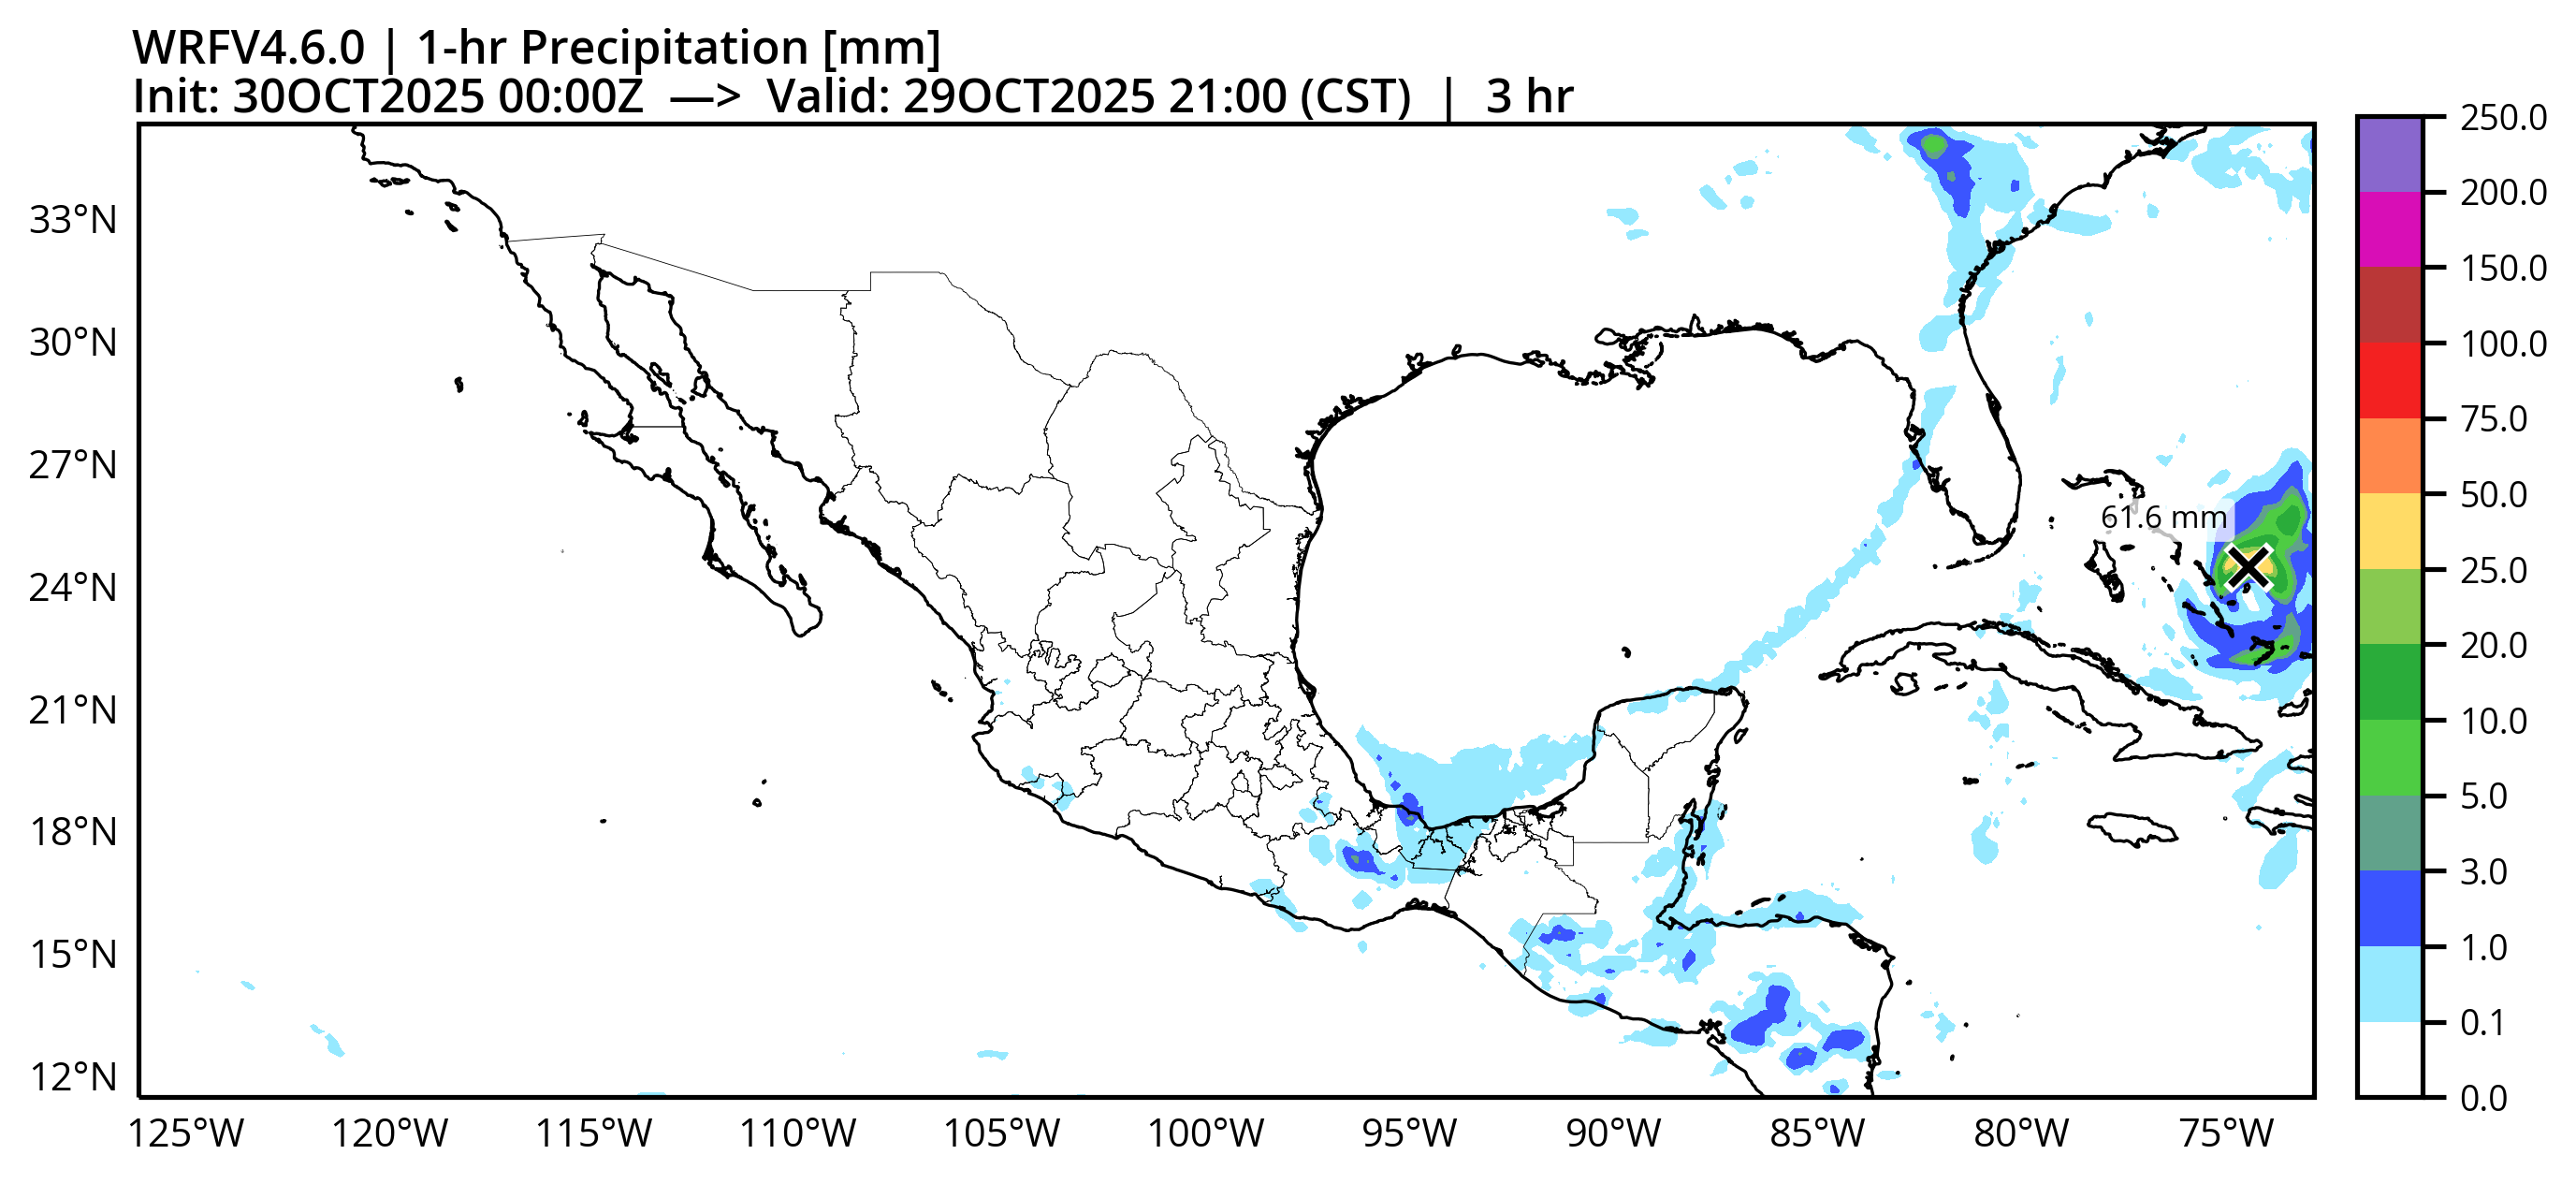 WRFV4.6.0 | 1-hr Precipitation [mm]
Init: 30OCT2025 00:00Z —> Valid: 29OCT2025 21:00 (CST) | 3 hr
33°N
30°N
27°N
24°N
21°N
18°N
15°N
12°N
125°W 120°W 115°W 110°W 105°W 100°W 95°W 90°W 85°W 80°W 75°W
61.6 mm
250.0
200.0
150.0
100.0
75.0
50.0
25.0
20.0
10.0
5.0
3.0
1.0
0.1
0.0